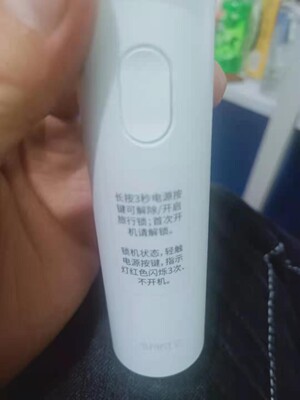 长按3秒电源按
键可解除/开启
旅行锁;首次开
机请解锁。
锁机状态,轻触
电源按键,指示
灯红色闪烁3次,
不开机。